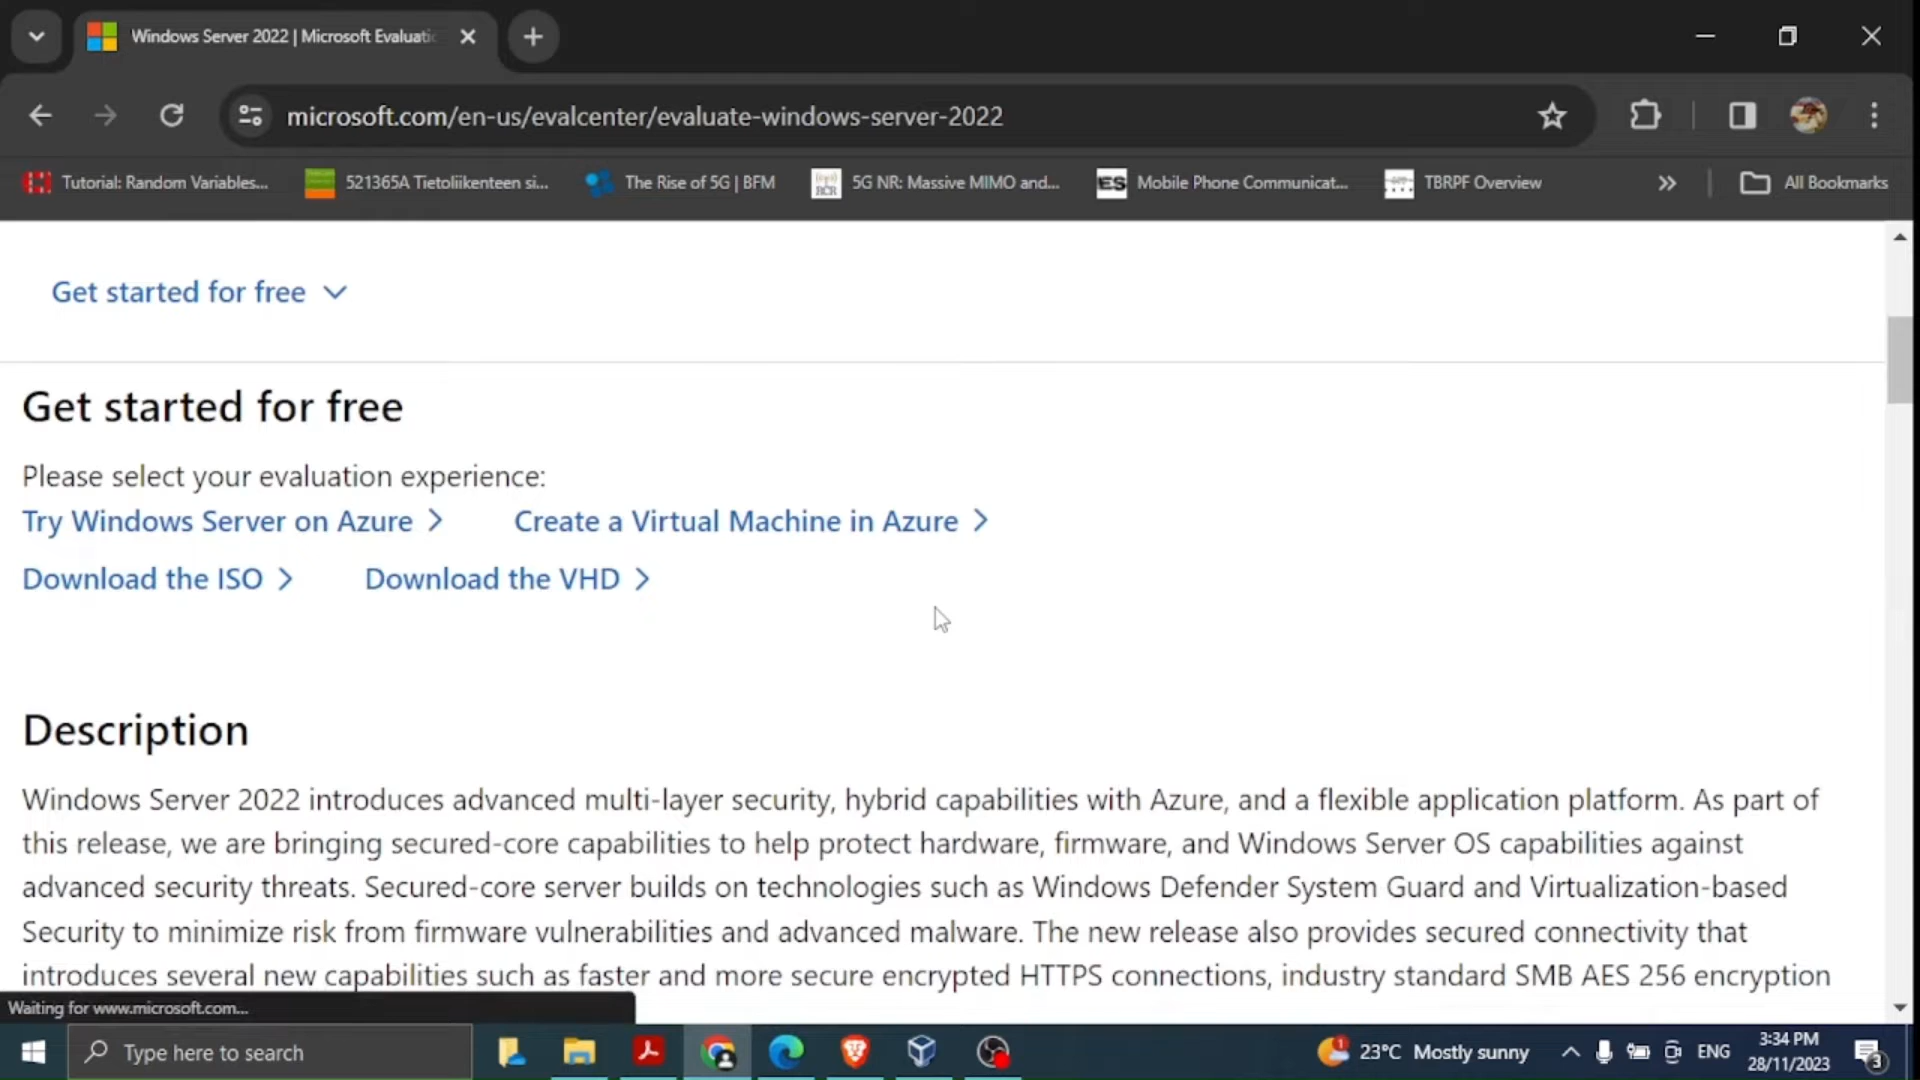 Windows Server 2022 | Microsoft Evaluatio
microsoft.com/en-us/evalcenter/evaluate-windows-server-2022
Tutorial: Random Variables...
521365A Tietoliikenteen si...
The Rise of 5G | BFM
RCR
5G NR: Massive MIMO and...
ES
Mobile Phone Communicat...
TBRPF Overview
All Bookmarks
Get started for free
Get started for free
Please select your evaluation experience:
Try Windows Server on Azure
Create a Virtual Machine in Azure
Download the ISO
Download the VHD
Description
Windows Server 2022 introduces advanced multi-layer security, hybrid capabilities with Azure, and a flexible application platform. As part of
this release, we are bringing secured-core capabilities to help protect hardware, firmware, and Windows Server OS capabilities against
advanced security threats. Secured-core server builds on technologies such as Windows Defender System Guard and Virtualization-based
Security to minimize risk from firmware vulnerabilities and advanced malware. The new release also provides secured connectivity that
introduces several new capabilities such as faster and more secure encrypted HTTPS connections, industry standard SMB AES 256 encryption
Waiting for www.microsoft.com...
Type here to search
1
23°C Mostly sunny
ENG
3:34 PM
28/11/2023
3